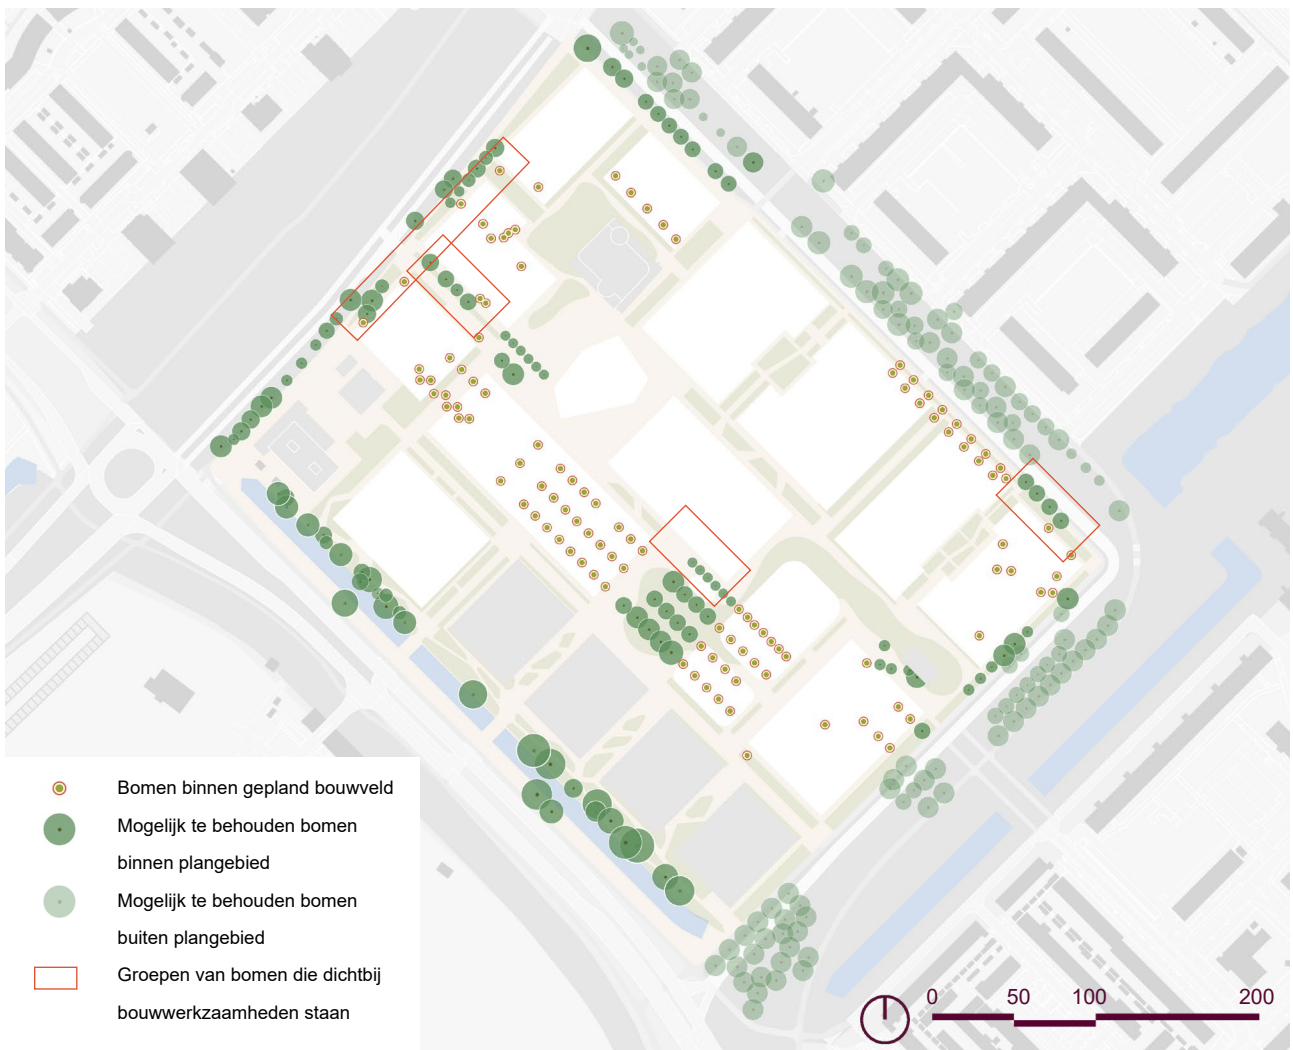 Bomen binnen gepland bouwveld
Mogelijk te behouden bomen
binnen plangebied
Mogelijk te behouden bomen
buiten plangebied
Groepen van bomen die dichtbij
bouwwerkzaamheden staan
0 50 100 200